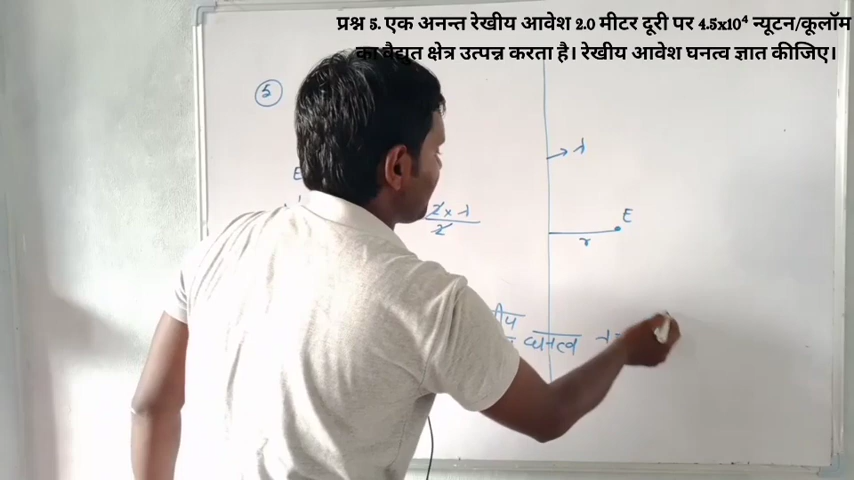 प्रश्न 5. एक अनन्त रेखीय आवेश 2.0 मीटर दूरी पर 4.5x10⁴ न्यूटन/कूलॉम
का वैद्युत क्षेत्र उत्पन्न करता है। रेखीय आवेश घनत्व ज्ञात कीजिए।
5
λ
E
E
2 × λ
2
r
घनत्व λ =